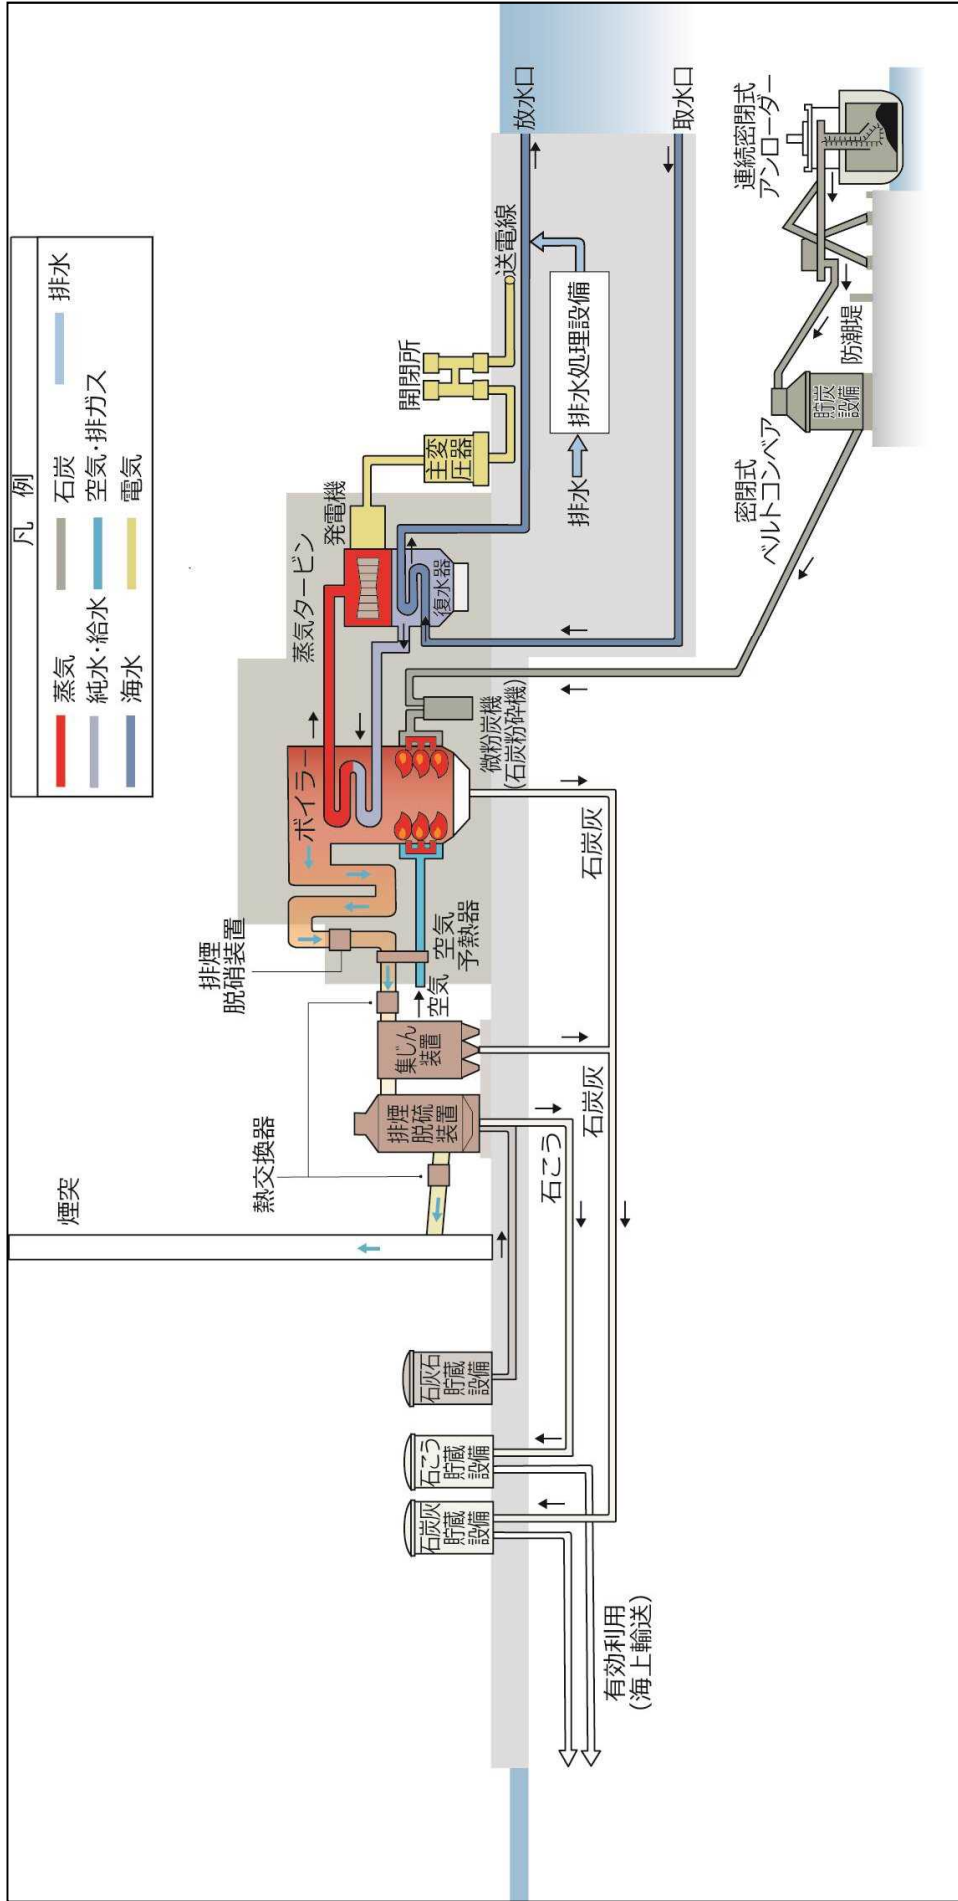 凡　例
蒸気
石炭
排水
純水・給水
空気・排ガス
海水
電気
煙突
熱交換器
排煙
脱硝装置
ボイラー
蒸気タービン
発電機
主変
圧器
開閉所
送電線
放水口
取水口
復水器
排水
排水処理設備
空気
予熱器
空気
集じん
装置
排煙
脱硫
装置
微粉炭機
(石炭粉砕機)
石炭灰
石炭灰
石こう
石灰石
貯蔵
設備
石こう
貯蔵
設備
石炭灰
貯蔵
設備
有効利用
(海上輸送)
密閉式
ベルトコンベア
貯炭
設備
防潮堤
連続密閉式
アンローダー